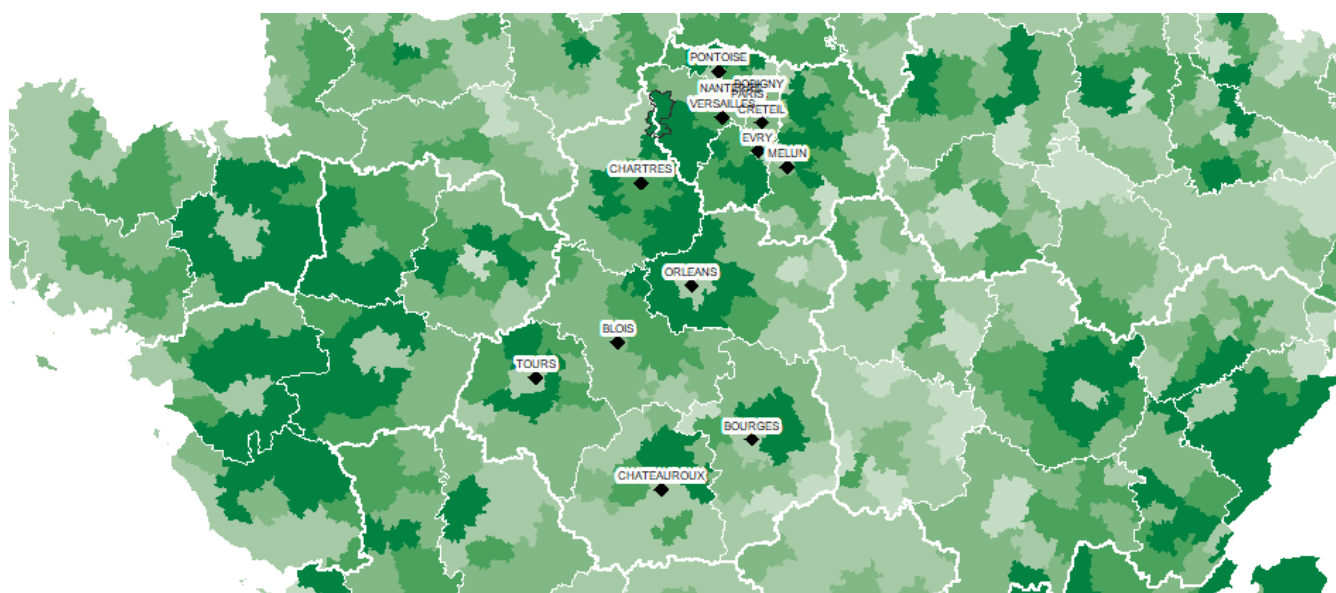 PONTOISE
BOBIGNY
NANTERRE
PARIS
VERSAILLES
CRETEIL
EVRY
MELUN
CHARTRES
ORLEANS
BLOIS
TOURS
BOURGES
CHATEAUROUX